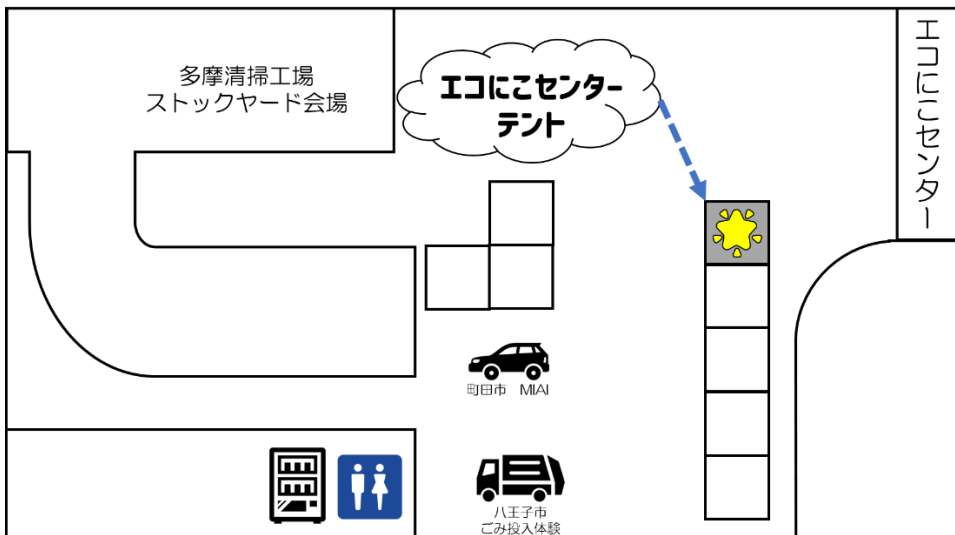 多摩清掃工場
ストックヤード会場
エコにこセンター
テント
エコにこセンター
町田市 MIAI
八王子市
ごみ投入体験